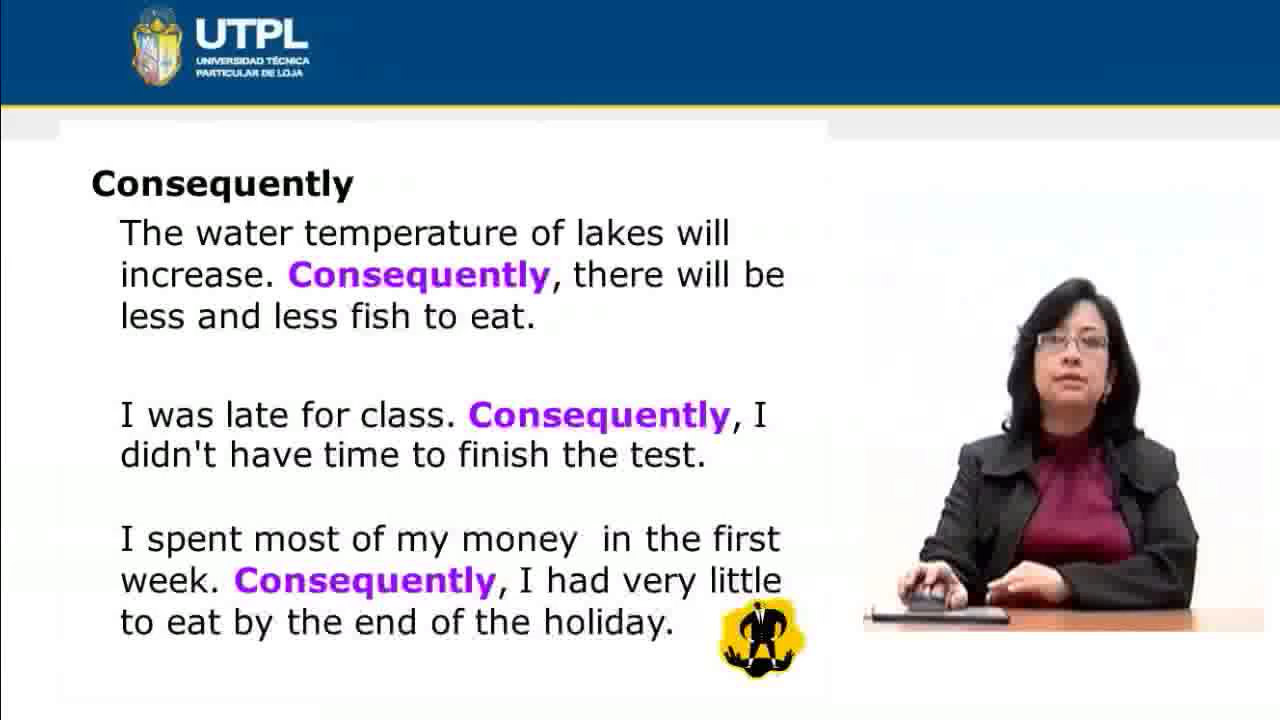 UTPL
UNIVERSIDAD TÉCNICA
PARTICULAR DE LOJA
Consequently
The water temperature of lakes will
increase. Consequently, there will be
less and less fish to eat.
I was late for class. Consequently, I
didn't have time to finish the test.
I spent most of my money in the first
week. Consequently, I had very little
to eat by the end of the holiday.